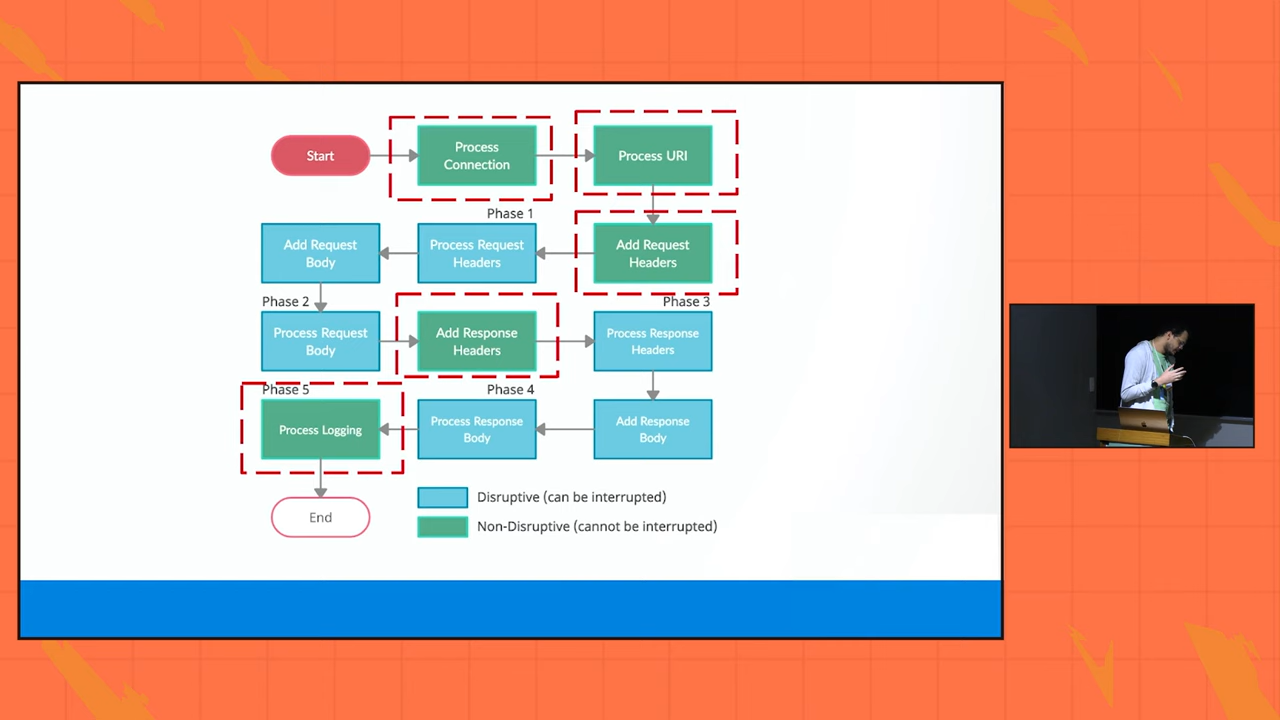 Start
Process
Connection
Process URI
Phase 1
Add Request
Body
Process Request
Headers
Add Request
Headers
Phase 2
Phase 3
Process Request
Body
Add Response
Headers
Process Response
Headers
Phase 5
Phase 4
Process Logging
Process Response
Body
Add Response
Body
Disruptive (can be interrupted)
End
Non-Disruptive (cannot be interrupted)